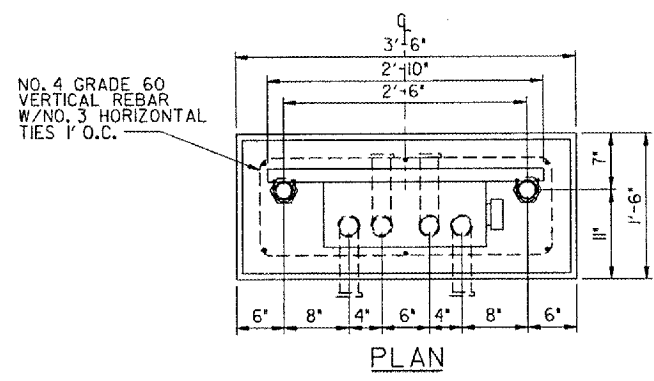 ℄
3'-6"
2'-10"
2'-6"
NO. 4 GRADE 60
VERTICAL REBAR
W/NO. 3 HORIZONTAL
TIES 1' O.C.
7"
11"
1'-6"
6" 8" 4" 6" 4" 8" 6"
PLAN